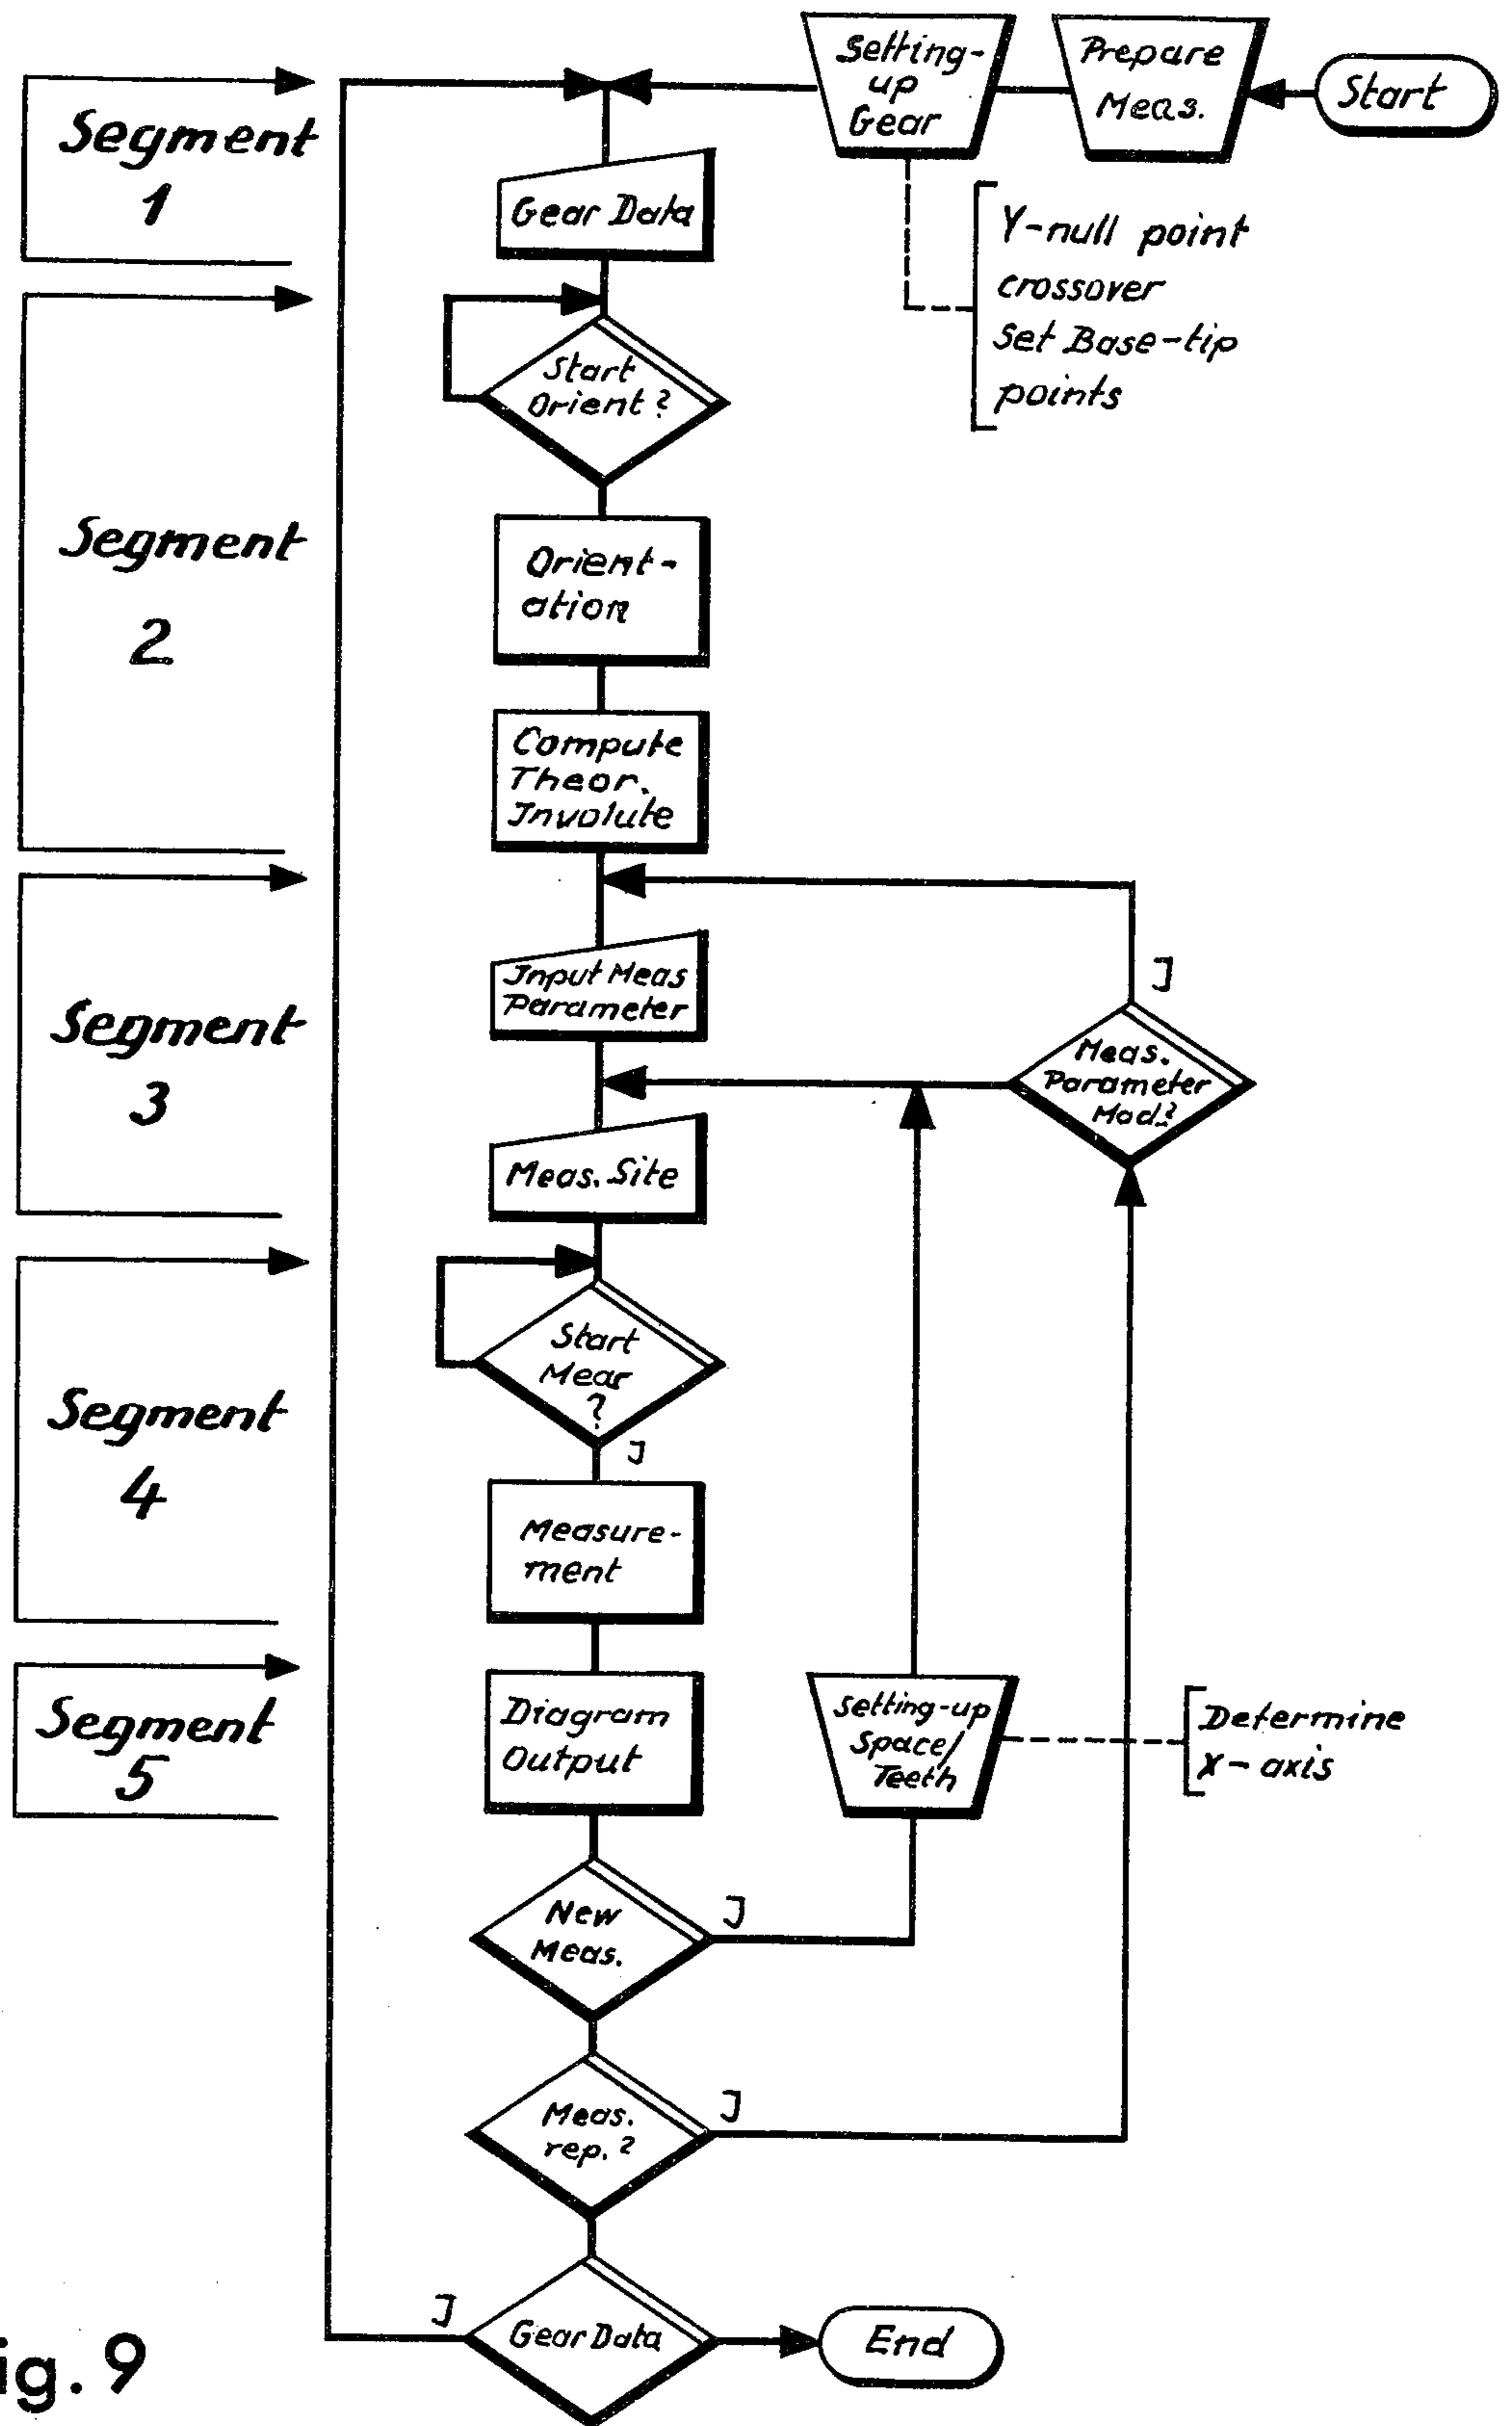 Start
Prepare
Meas.
Setting-
up
Gear
Y-null point
crossover
Set Base-tip
points
Segment
1
Gear Data
Start
Orient?
Segment
2
Orient-
ation
Compute
Theor.
Involute
Segment
3
Input Meas
Parameter
J
Meas.
Parameter
Mod.?
Meas. Site
Segment
4
Start
Mear
?
J
Measure-
ment
Segment
5
Diagram
Output
Setting-up
Space/
Teeth
Determine
X-axis
New
Meas.
J
Meas.
rep.?
J
J
Gear Data
End
ig. 9